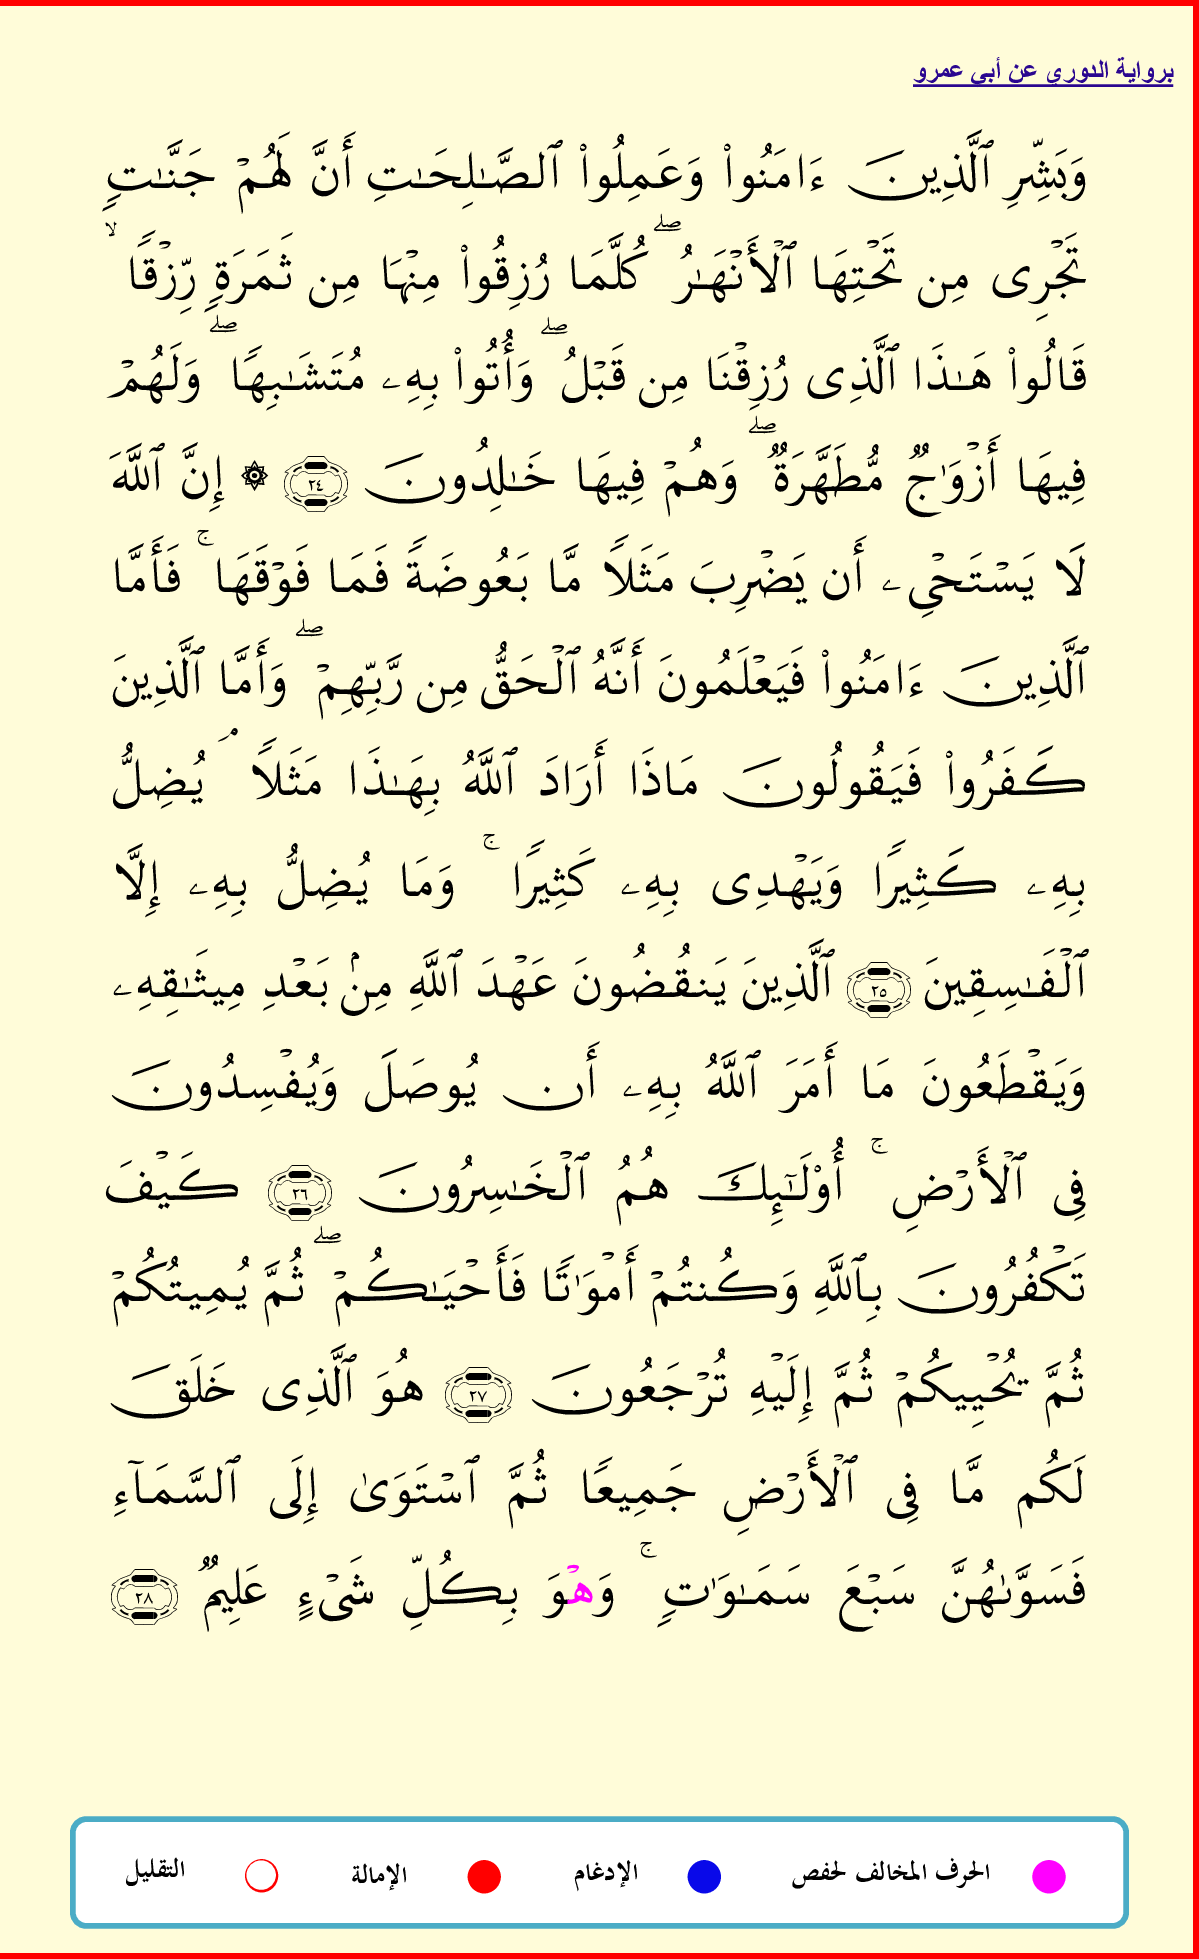 برواية الدوري عن أبي عمرو
وَبَشِّرِ ٱلَّذِينَ ءَامَنُوا۟ وَعَمِلُوا۟ ٱلصَّـٰلِحَـٰتِ أَنَّ لَهُمۡ جَنَّـٰتٍ
تَجۡرِى مِن تَحۡتِهَا ٱلۡأَنۡهَـٰرُۖ كُلَّمَا رُزِقُوا۟ مِنۡهَا مِن ثَمَرَةٍ رِّزۡقًاۙ
قَالُوا۟ هَـٰذَا ٱلَّذِى رُزِقۡنَا مِن قَبۡلُۖ وَأُتُوا۟ بِهِۦ مُتَشَـٰبِهًاۖ وَلَهُمۡ
فِيهَا أَزۡوَٰجٌ مُّطَهَّرَةٌۖ وَهُمۡ فِيهَا خَـٰلِدُونَ ٢٤ ۞ إِنَّ ٱللَّهَ
لَا يَسۡتَحۡيِۦ أَن يَضۡرِبَ مَثَلًا مَّا بَعُوضَةً فَمَا فَوۡقَهَاۚ فَأَمَّا
ٱلَّذِينَ ءَامَنُوا۟ فَيَعۡلَمُونَ أَنَّهُ ٱلۡحَقُّ مِن رَّبِّهِمۡۖ وَأَمَّا ٱلَّذِينَ
كَفَرُوا۟ فَيَقُولُونَ مَاذَا أَرَادَ ٱللَّهُ بِهَـٰذَا مَثَلًاۘ يُضِلُّ
بِهِۦ كَثِيرًا وَيَهۡدِى بِهِۦ كَثِيرًاۚ وَمَا يُضِلُّ بِهِۦ إِلَّا
ٱلۡفَـٰسِقِينَ ٢٥ ٱلَّذِينَ يَنقُضُونَ عَهۡدَ ٱللَّهِ مِنۢ بَعۡدِ مِيثَـٰقِهِۦ
وَيَقۡطَعُونَ مَا أَمَرَ ٱللَّهُ بِهِۦ أَن يُوصَلَ وَيُفۡسِدُونَ
فِى ٱلۡأَرۡضِۚ أُو۟لَـٰٓئِكَ هُمُ ٱلۡخَـٰسِرُونَ ٢٦ كَيۡفَ
تَكۡفُرُونَ بِٱللَّهِ وَكُنتُمۡ أَمۡوَٰتًا فَأَحۡيَـٰكُمۡۖ ثُمَّ يُمِيتُكُمۡ
ثُمَّ يُحۡيِيكُمۡ ثُمَّ إِلَيۡهِ تُرۡجَعُونَ ٢٧ هُوَ ٱلَّذِى خَلَقَ
لَكُم مَّا فِى ٱلۡأَرۡضِ جَمِيعًا ثُمَّ ٱسۡتَوَىٰ إِلَى ٱلسَّمَآءِ
فَسَوَّىٰهُنَّ سَبۡعَ سَمَـٰوَٰتٍۚ وَهۡوَ بِكُلِّ شَىۡءٍ عَلِيمٌ ٢٨
الحرف المخالف لحفص الإدغام الإمالة التقليل